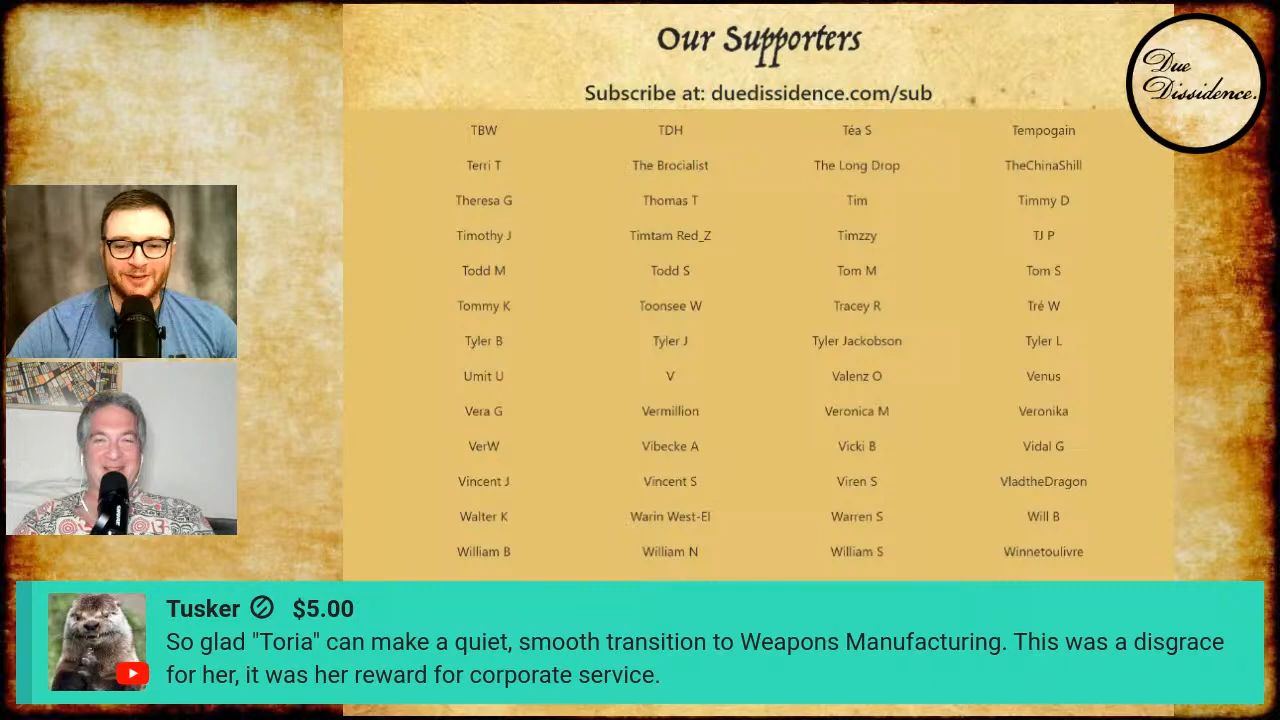 Our Supporters
Subscribe at: duedissidence.com/sub
Due
Dissidence.
TBW TDH Téa S Tempogain
Terri T The Brocialist The Long Drop TheChinaShill
Theresa G Thomas T Tim Timmy D
Timothy J Timtam Red_Z Timzzy TJ P
Todd M Todd S Tom M Tom S
Tommy K Toonsee W Tracey R Tré W
Tyler B Tyler J Tyler Jackobson Tyler L
Umit U V Valenz O Venus
Vera G Vermillion Veronica M Veronika
VerW Vibecke A Vicki B Vidal G
Vincent J Vincent S Viren S VladtheDragon
Walter K Warin West-El Warren S Will B
William B William N William S Winnetoulivre
Tusker $5.00
So glad "Toria" can make a quiet, smooth transition to Weapons Manufacturing. This was a disgrace
for her, it was her reward for corporate service.